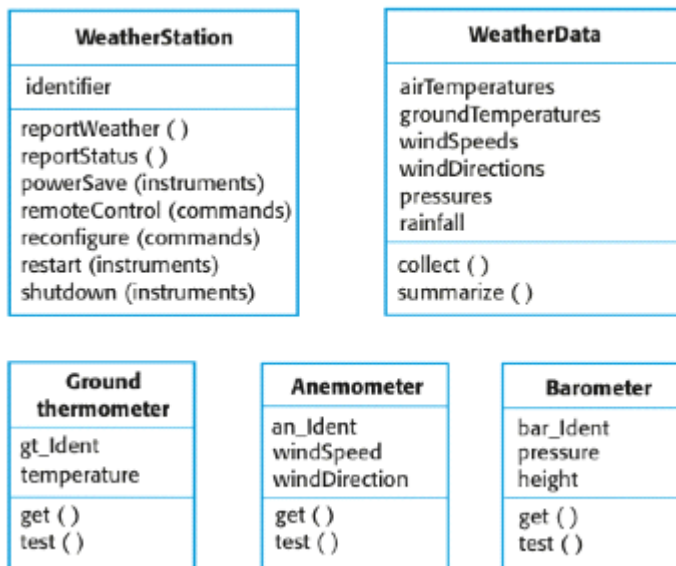 WeatherStation
identifier
reportWeather ( )
reportStatus ( )
powerSave (instruments)
remoteControl (commands)
reconfigure (commands)
restart (instruments)
shutdown (instruments)
WeatherData
airTemperatures
groundTemperatures
windSpeeds
windDirections
pressures
rainfall
collect ( )
summarize ( )
Ground
thermometer
gt_Ident
temperature
get ( )
test ( )
Anemometer
an_Ident
windSpeed
windDirection
get ( )
test ( )
Barometer
bar_Ident
pressure
height
get ( )
test ( )